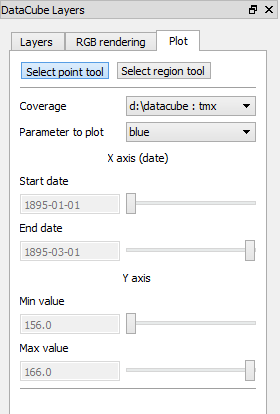 DataCube Layers
Layers RGB rendering Plot
Select point tool Select region tool
Coverage d:\datacube : tmx
Parameter to plot blue
X axis (date)
Start date
1895-01-01
End date
1895-03-01
Y axis
Min value
156.0
Max value
166.0